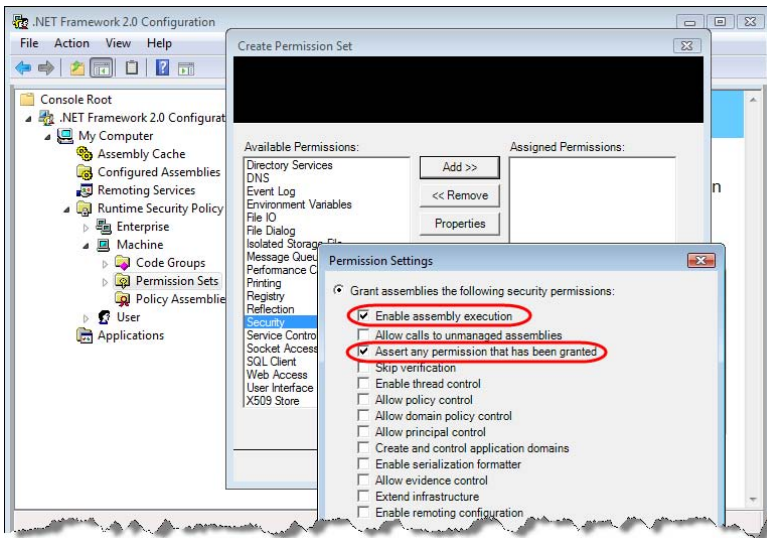 .NET Framework 2.0 Configuration
File Action View Help
Console Root
.NET Framework 2.0 Configurat
My Computer
Assembly Cache
Configured Assemblies
Remoting Services
Runtime Security Policy
Enterprise
Machine
Code Groups
Permission Sets
Policy Assemblie
User
Applications
Create Permission Set
Available Permissions:
Directory Services
DNS
Event Log
Environment Variables
File IO
File Dialog
Isolated Storage File
Message Queu
Performance C
Printing
Registry
Reflection
Security
Service Contro
Socket Access
SQL Client
Web Access
User Interface
X509 Store
Add >>
<< Remove
Properties
Assigned Permissions:
n
Permission Settings
Grant assemblies the following security permissions:
Enable assembly execution
Allow calls to unmanaged assemblies
Assert any permission that has been granted
Skip verification
Enable thread control
Allow policy control
Allow domain policy control
Allow principal control
Create and control application domains
Enable serialization formatter
Allow evidence control
Extend infrastructure
Enable remoting configuration